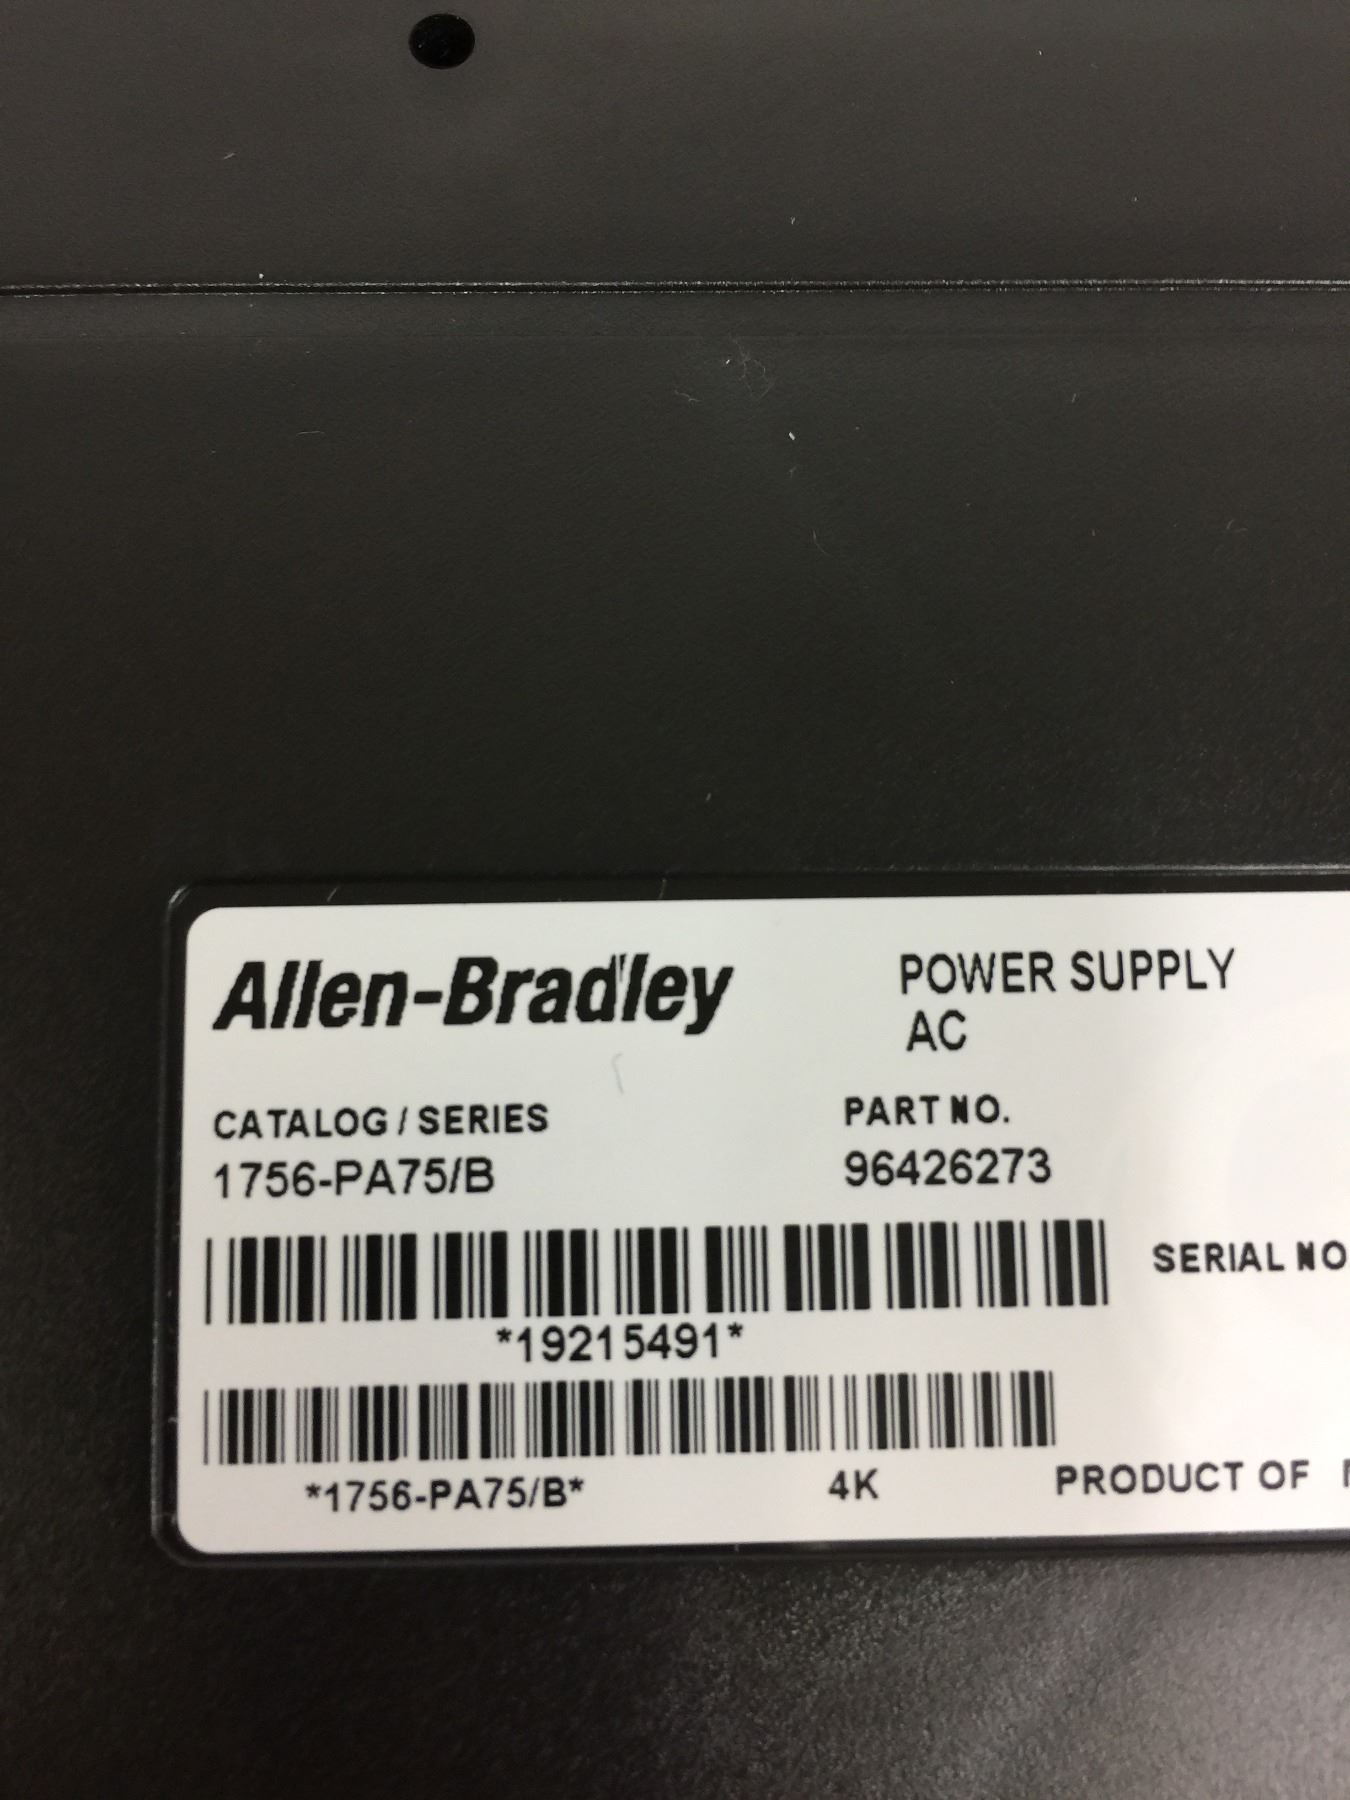 Allen-Bradley
POWER SUPPLY
AC
CATALOG / SERIES
PART NO.
1756-PA75/B
96426273
SERIAL NO
*19215491*
*1756-PA75/B*
4K
PRODUCT OF